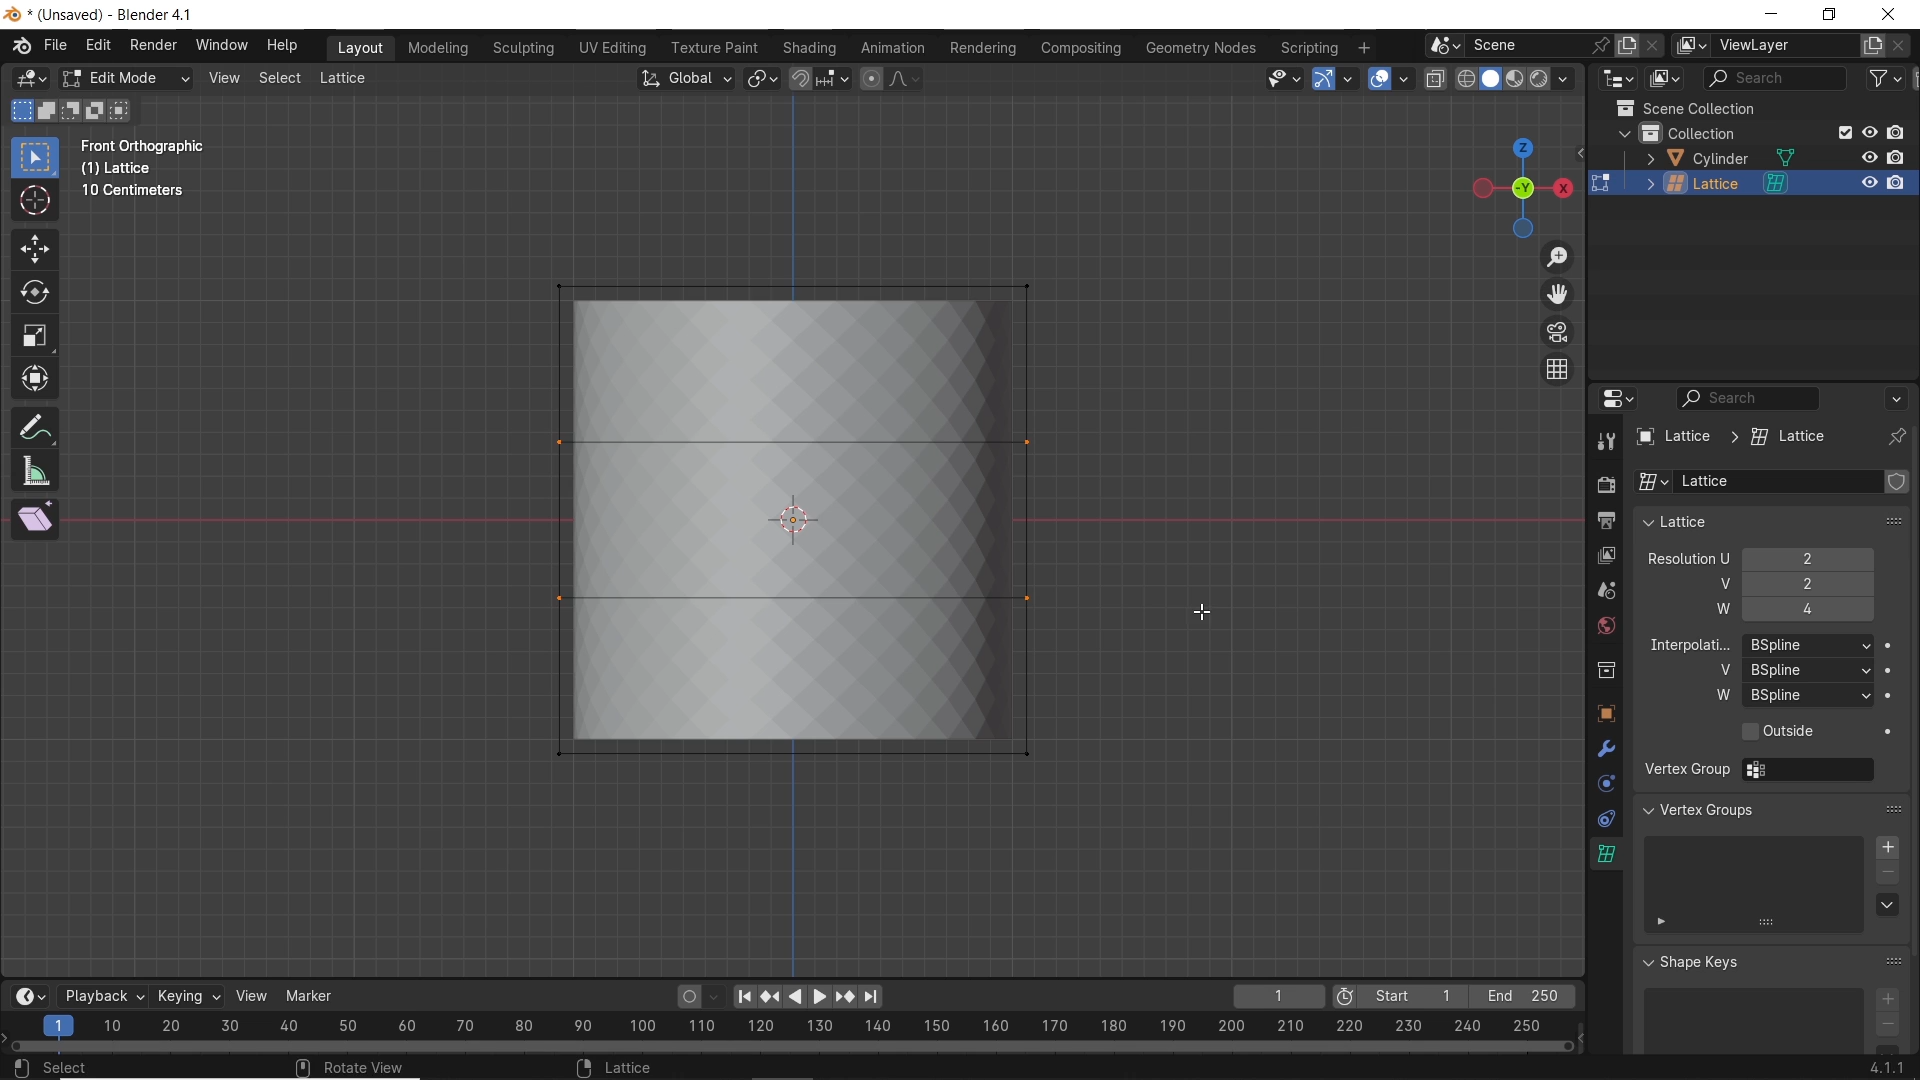 * (Unsaved) - Blender 4.1
File Edit Render Window Help Layout Modeling Sculpting UV Editing Texture Paint Shading Animation Rendering Compositing Geometry Nodes Scripting + Scene ViewLayer
Edit Mode View Select Lattice Global Search
Front Orthographic
(1) Lattice
10 Centimeters
Z
-Y
X
Scene Collection
Collection
Cylinder
Lattice
Search
Lattice > Lattice
Lattice
Lattice
Resolution U 2
V 2
W 4
Interpolati... BSpline
V BSpline
W BSpline
Outside
Vertex Group
Vertex Groups
Shape Keys
Playback Keying View Marker 1 Start 1 End 250
1 10 20 30 40 50 60 70 80 90 100 110 120 130 140 150 160 170 180 190 200 210 220 230 240 250
Select Rotate View Lattice 4.1.1